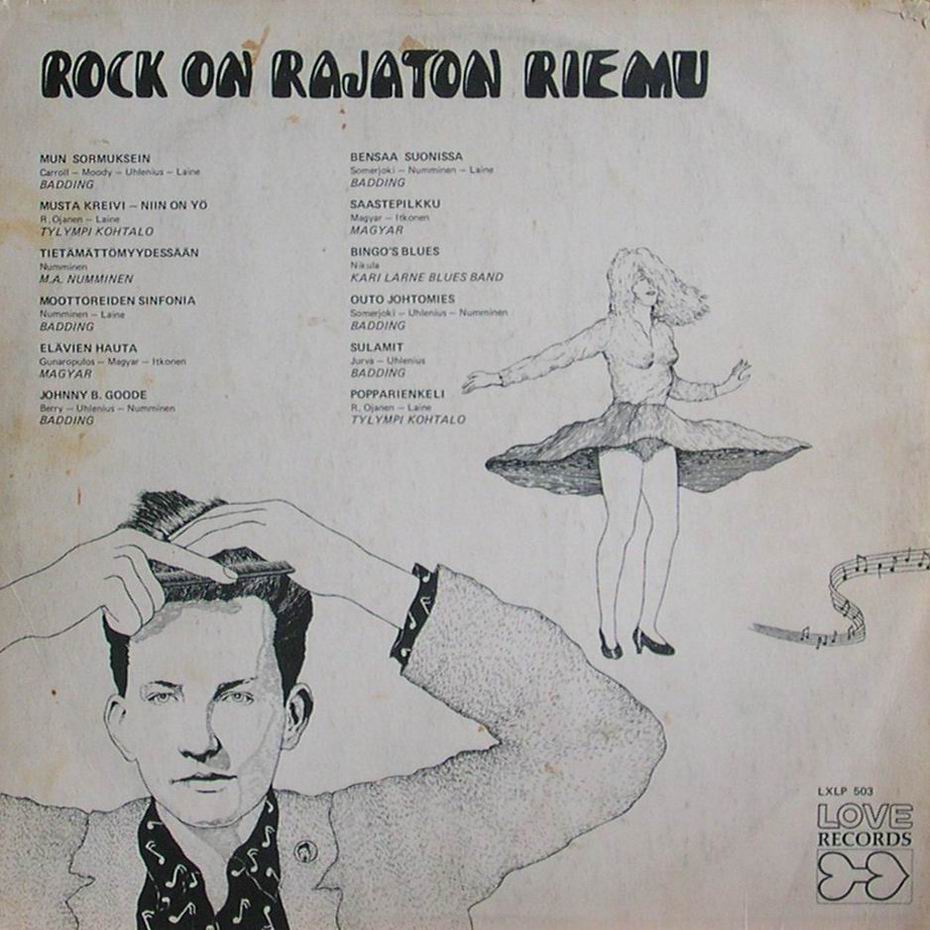 ROCK ON RAJATON RIEMU
MUN SORMUKSEIN
Carroll – Moody – Uhlenius – Laine
BADDING
MUSTA KREIVI – NIIN ON YÖ
R. Ojanen – Laine
TYLYMPI KOHTALO
TIETÄMÄTTÖMYYDESSÄÄN
Numminen
M.A. NUMMINEN
MOOTTOREIDEN SINFONIA
Numminen – Laine
BADDING
ELÄVIEN HAUTA
Gunaropulos – Magyar – Itkonen
MAGYAR
JOHNNY B. GOODE
Berry – Uhlenius – Numminen
BADDING
BENSAA SUONISSA
Somerjoki – Numminen – Laine
BADDING
SAASTEPILKKU
Magyar – Itkonen
MAGYAR
BINGO'S BLUES
Nikula
KARI LARNE BLUES BAND
OUTO JOHTOMIES
Somerjoki – Uhlenius – Numminen
BADDING
SULAMIT
Jurva – Uhlenius
BADDING
POPPARIENKELI
R. Ojanen – Laine
TYLYMPI KOHTALO
LXLP 503
LOVE
RECORDS